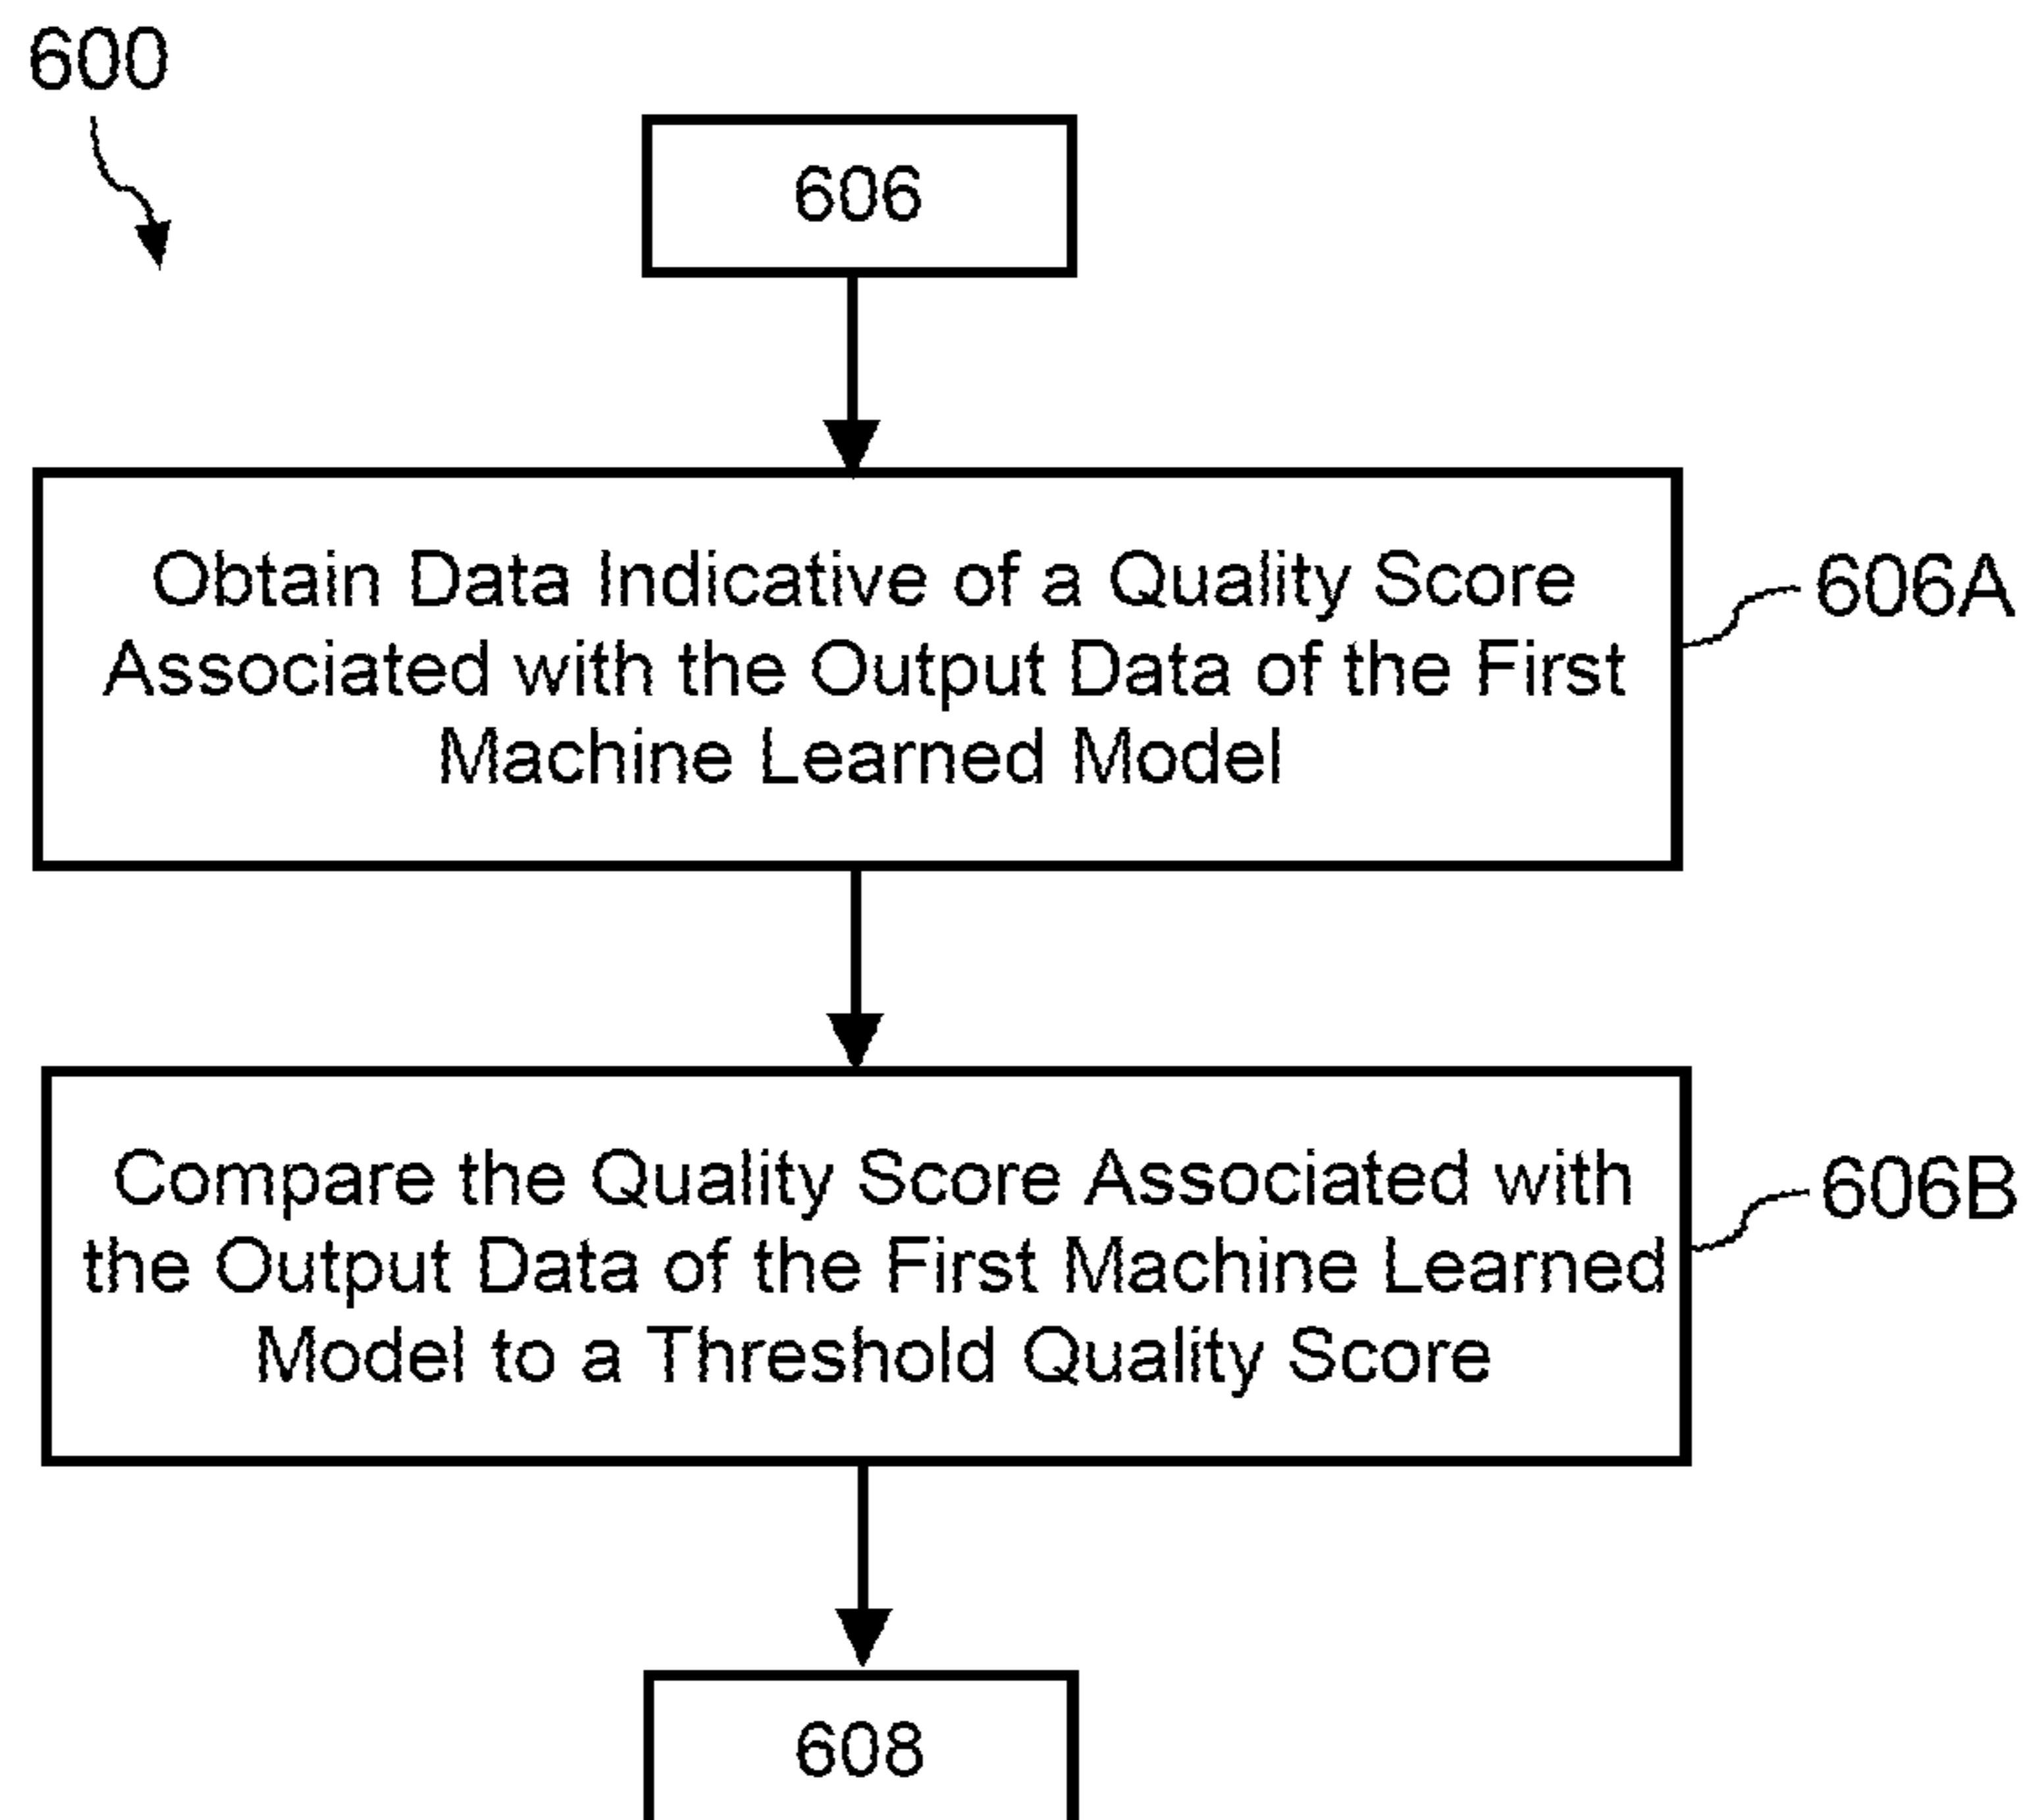 600
606
Obtain Data Indicative of a Quality Score
Associated with the Output Data of the First
Machine Learned Model
606A
Compare the Quality Score Associated with
the Output Data of the First Machine Learned
Model to a Threshold Quality Score
606B
608